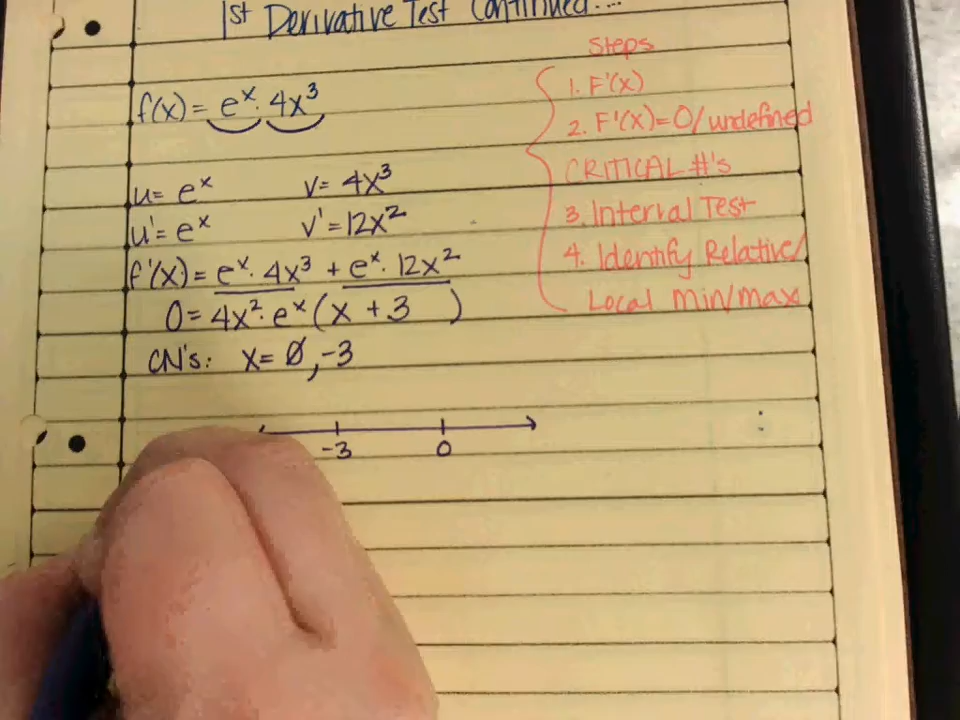 1st Derivative Test Continued...
f(x) = e^x · 4x^3
u = e^x v = 4x^3
u' = e^x v' = 12x^2
f'(x) = e^x · 4x^3 + e^x · 12x^2
0 = 4x^2 · e^x (x + 3 )
CN's: x = 0, -3
-3 0
Steps
1. F'(x)
2. F'(x)=0/undefined
CRITICAL #'s
3. Interval Test
4. Identify Relative/
Local min/max